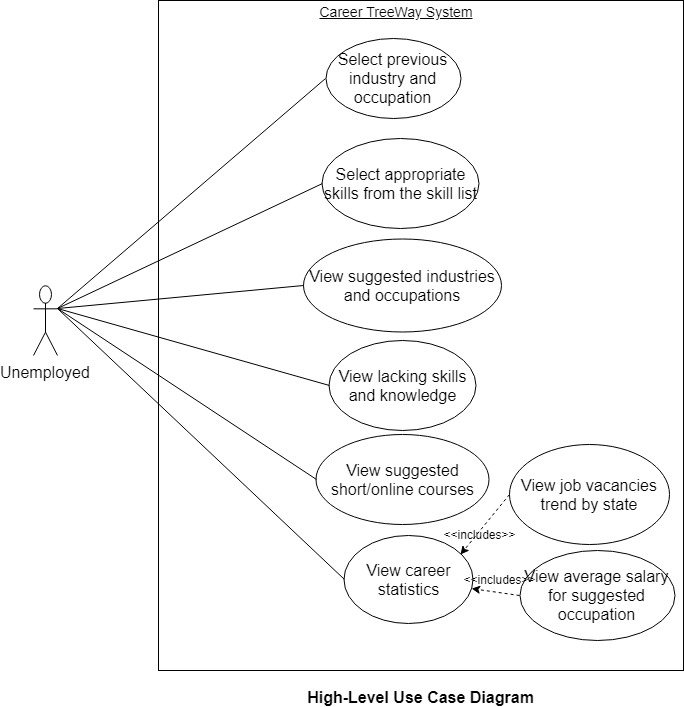 Career TreeWay System
Select previous
industry and
occupation
Select appropriate
skills from the skill list
View suggested industries
and occupations
Unemployed
View lacking skills
and knowledge
View suggested
short/online courses
View job vacancies
trend by state
<<includes>>
View career
statistics
<<includes>>
View average salary
for suggested
occupation
High-Level Use Case Diagram